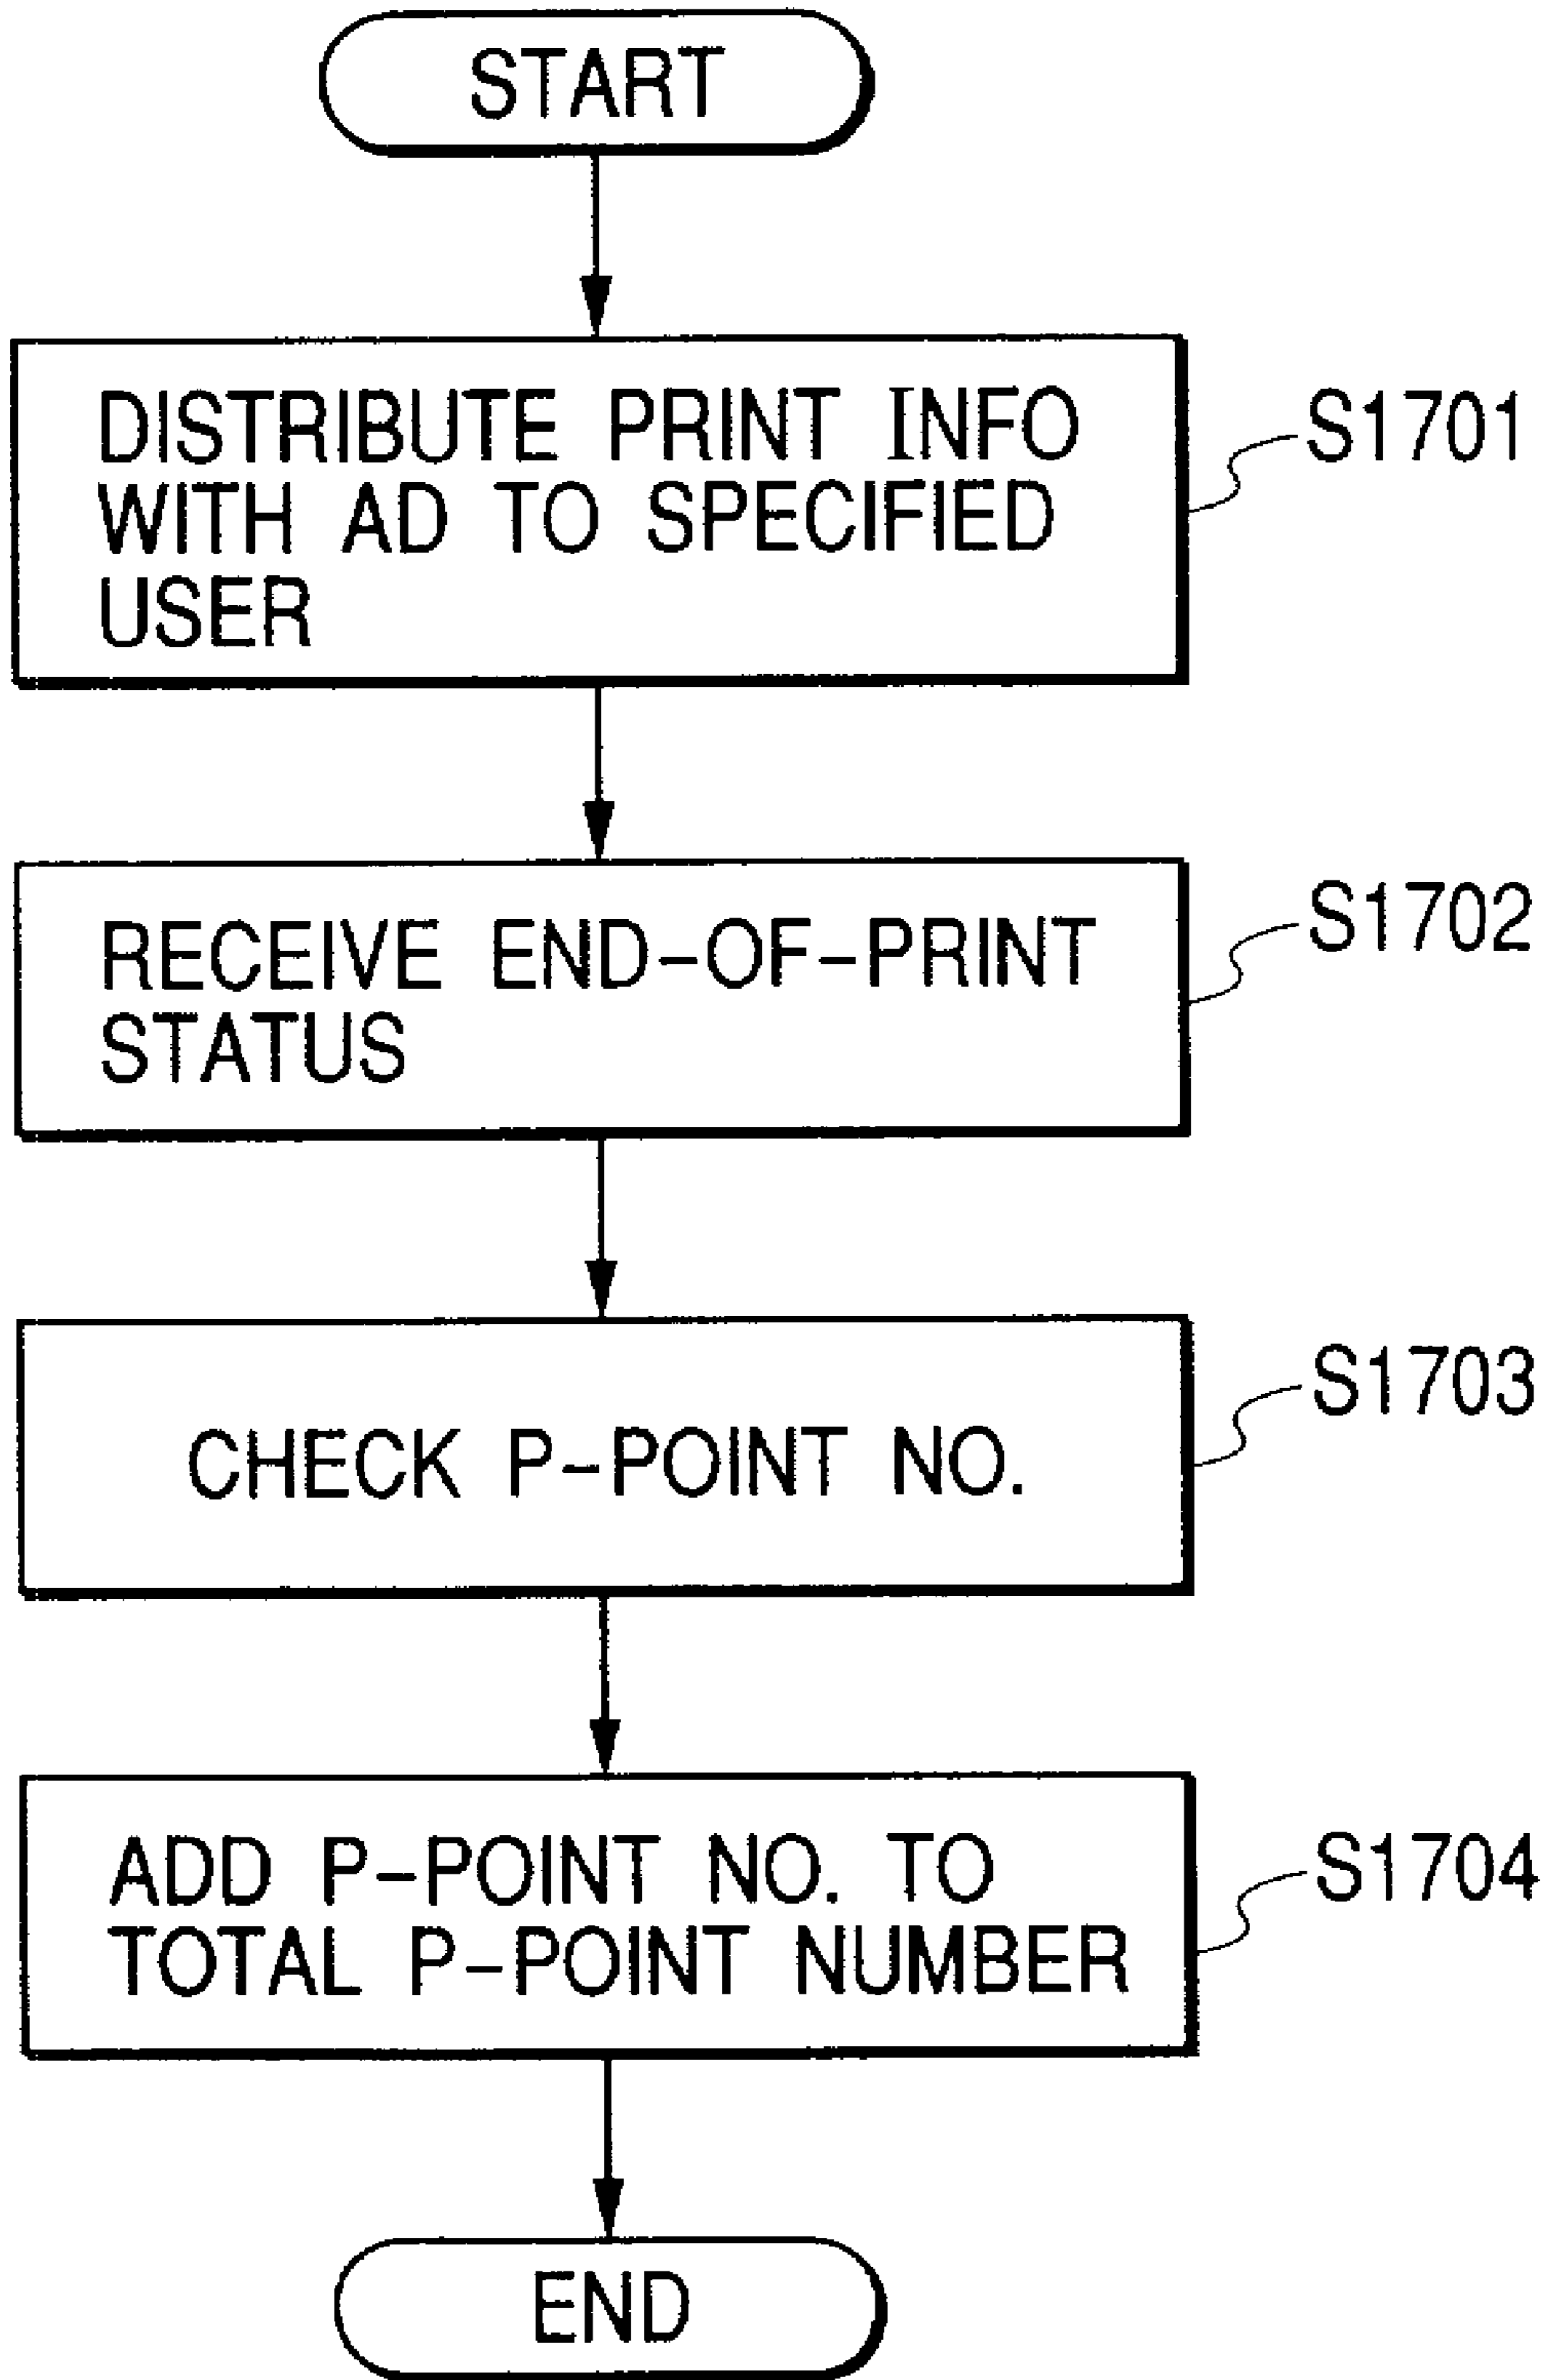 START
DISTRIBUTE PRINT INFO
WITH AD TO SPECIFIED
USER
S1701
RECEIVE END-OF-PRINT
STATUS
S1702
CHECK P-POINT NO.
S1703
ADD P-POINT NO. TO
TOTAL P-POINT NUMBER
S1704
END